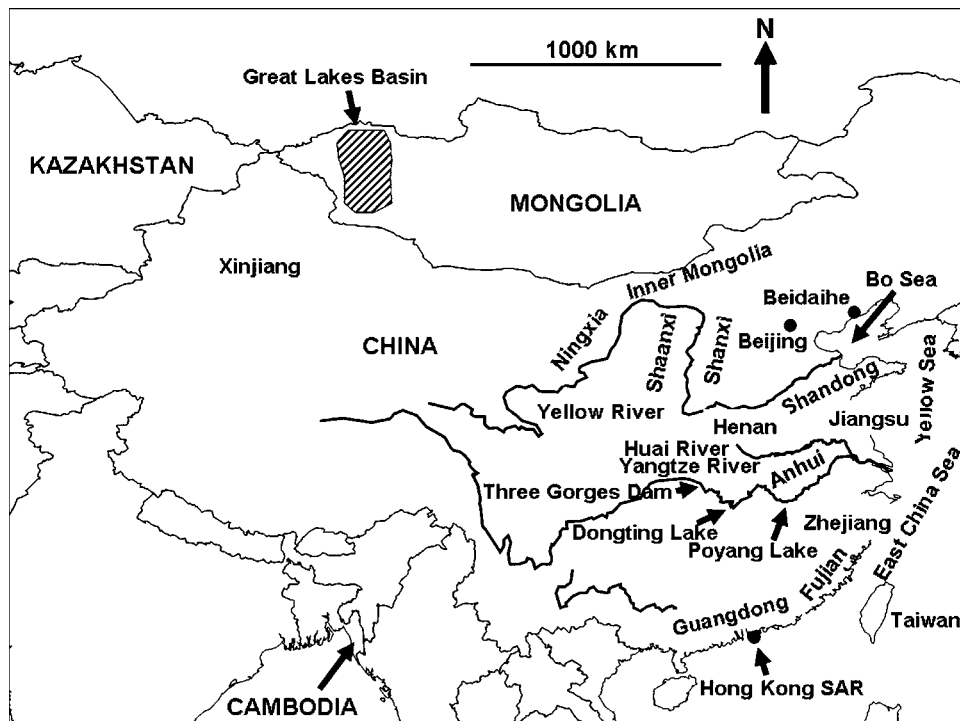 N
1000 km
Great Lakes Basin
KAZAKHSTAN
MONGOLIA
Xinjiang
Inner Mongolia
Bo Sea
Beidaihe
Ningxia
Shaanxi
Shanxi
Beijing
CHINA
Shandong
Yellow Sea
Yellow River
Henan
Jiangsu
Huai River
Yangtze River
Anhui
Three Gorges Dam
Dongting Lake
Poyang Lake
Zhejiang
East China Sea
Fujian
Guangdong
Taiwan
Hong Kong SAR
CAMBODIA